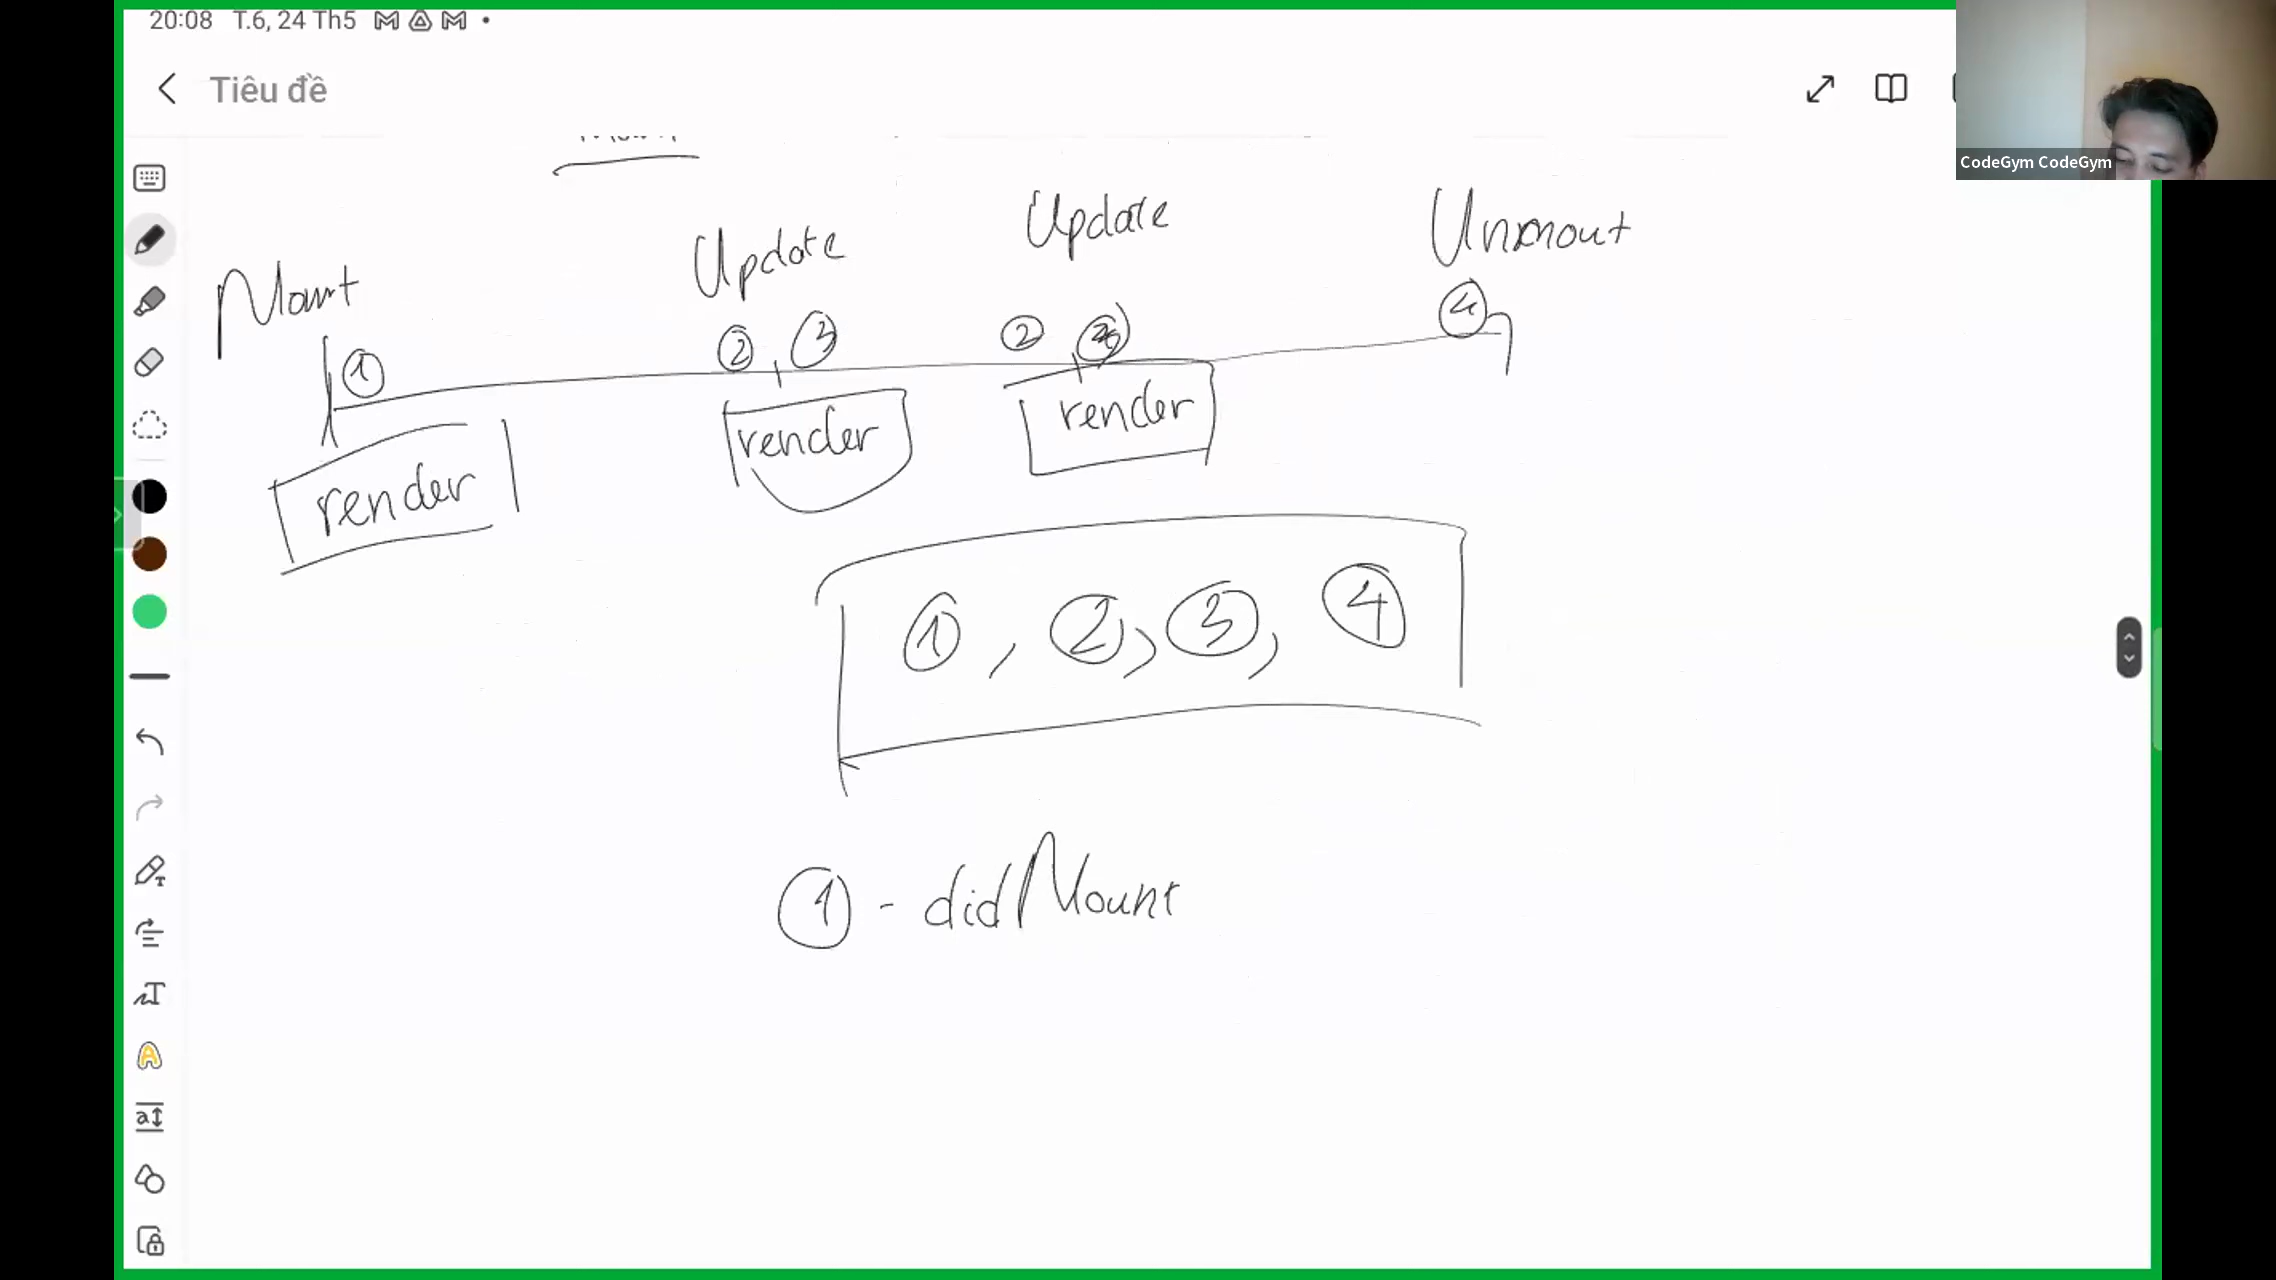 20:08 T.6, 24 Th5
Tiêu đề
CodeGym CodeGym
Mount
Update
Update
Unmout
1
2 , 3
2
4
render
render
render
1 , 2 , 3 , 4
1 - didMount